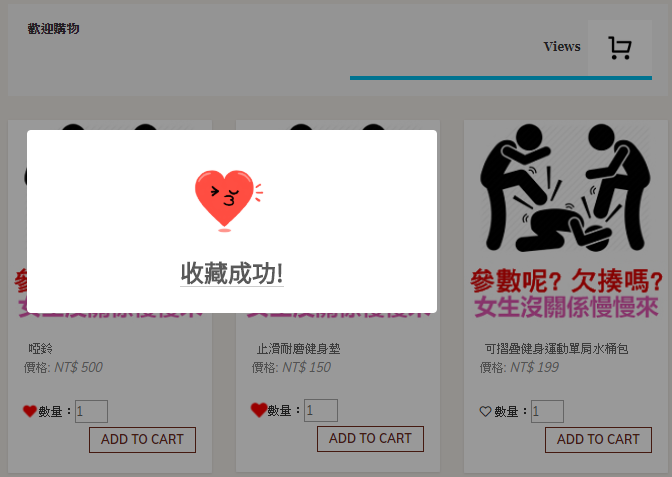 歡迎購物
Views
收藏成功!
參數呢? 欠揍嗎?
女生沒關係慢慢來
啞鈴
價格: NT$ 500
數量：1
ADD TO CART
止滑耐磨健身墊
價格: NT$ 150
數量：1
ADD TO CART
可摺疊健身運動單肩水桶包
價格: NT$ 199
數量：1
ADD TO CART